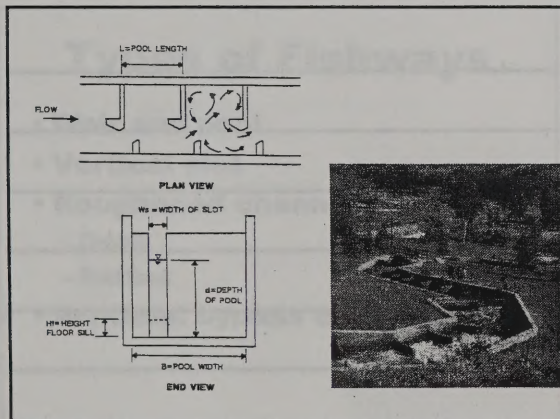 L=POOL LENGTH
FLOW
PLAN VIEW
Ws = WIDTH OF SLOT
d=DEPTH
OF POOL
Hf=HEIGHT
FLOOR SILL
B=POOL WIDTH
END VIEW
Types of Fishways